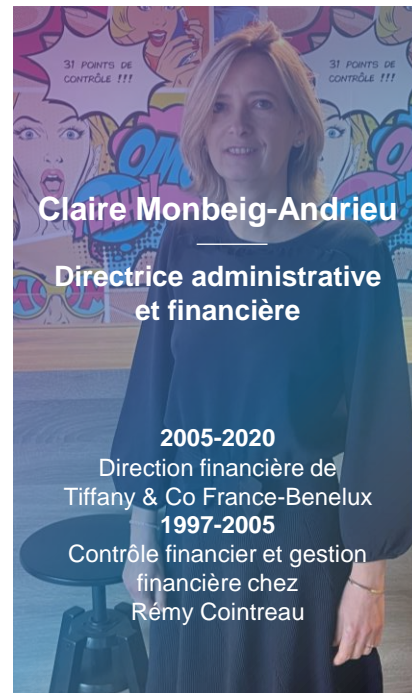 31 POINTS DE
CONTRÔLE !!!
31 POINTS DE
CONTRÔLE !!!
Claire Monbeig-Andrieu
Directrice administrative
et financière
2005-2020
Direction financière de
Tiffany & Co France-Benelux
1997-2005
Contrôle financier et gestion
financière chez
Rémy Cointreau